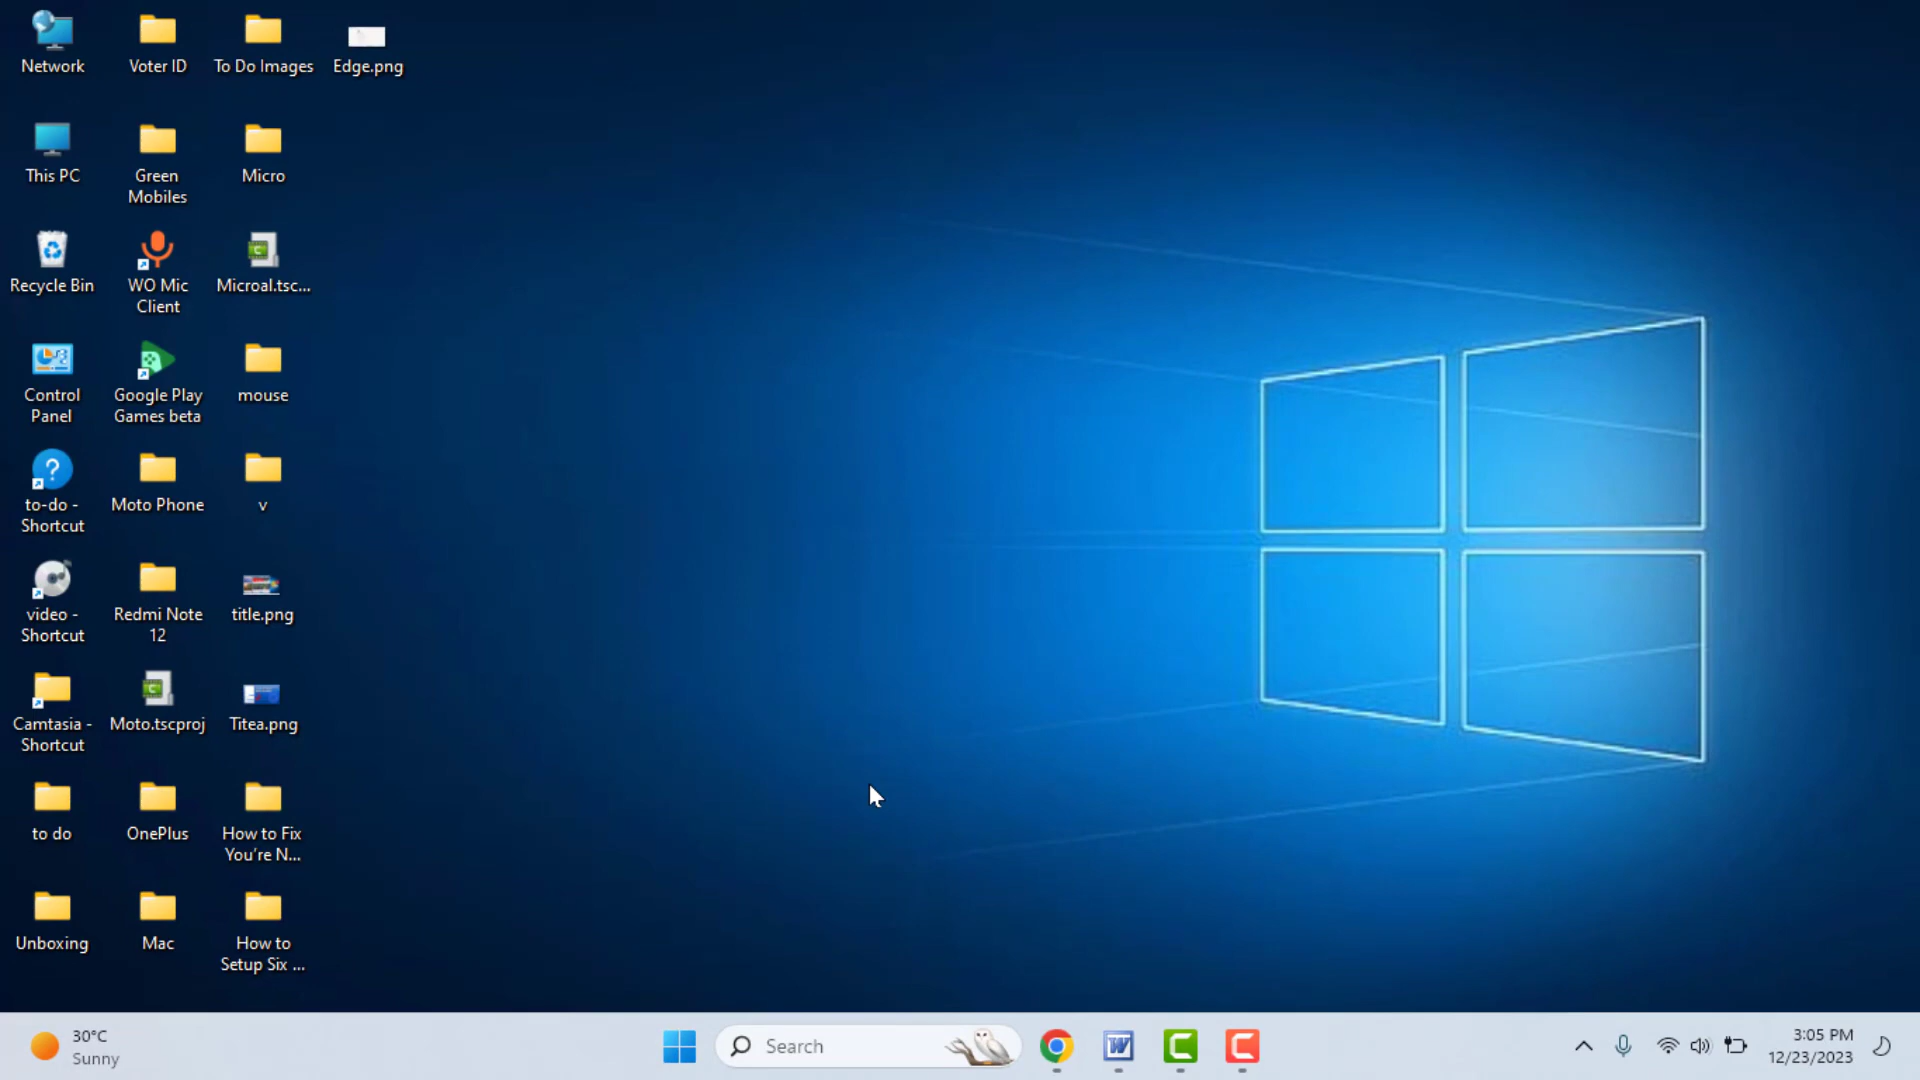 Network
Voter ID
To Do Images
Edge.png
This PC
Green
Mobiles
Micro
Recycle Bin
WO Mic
Client
Microal.tsc...
Control
Panel
Google Play
Games beta
mouse
to-do -
Shortcut
Moto Phone
v
video -
Shortcut
Redmi Note
12
title.png
Camtasia -
Shortcut
Moto.tscproj
Titea.png
to do
OnePlus
How to Fix
You're N...
Unboxing
Mac
How to
Setup Six ...
30°C
Sunny
Search
3:05 PM
12/23/2023